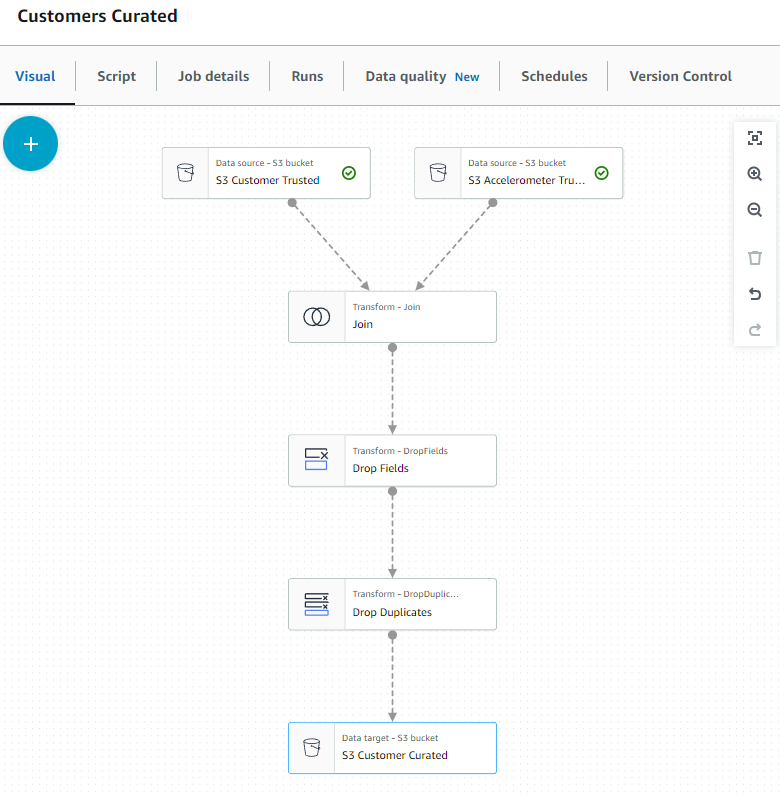 Customers Curated
Visual
Script
Job details
Runs
Data quality New
Schedules
Version Control
Data source - S3 bucket
S3 Customer Trusted
Data source - S3 bucket
S3 Accelerometer Tru...
Transform - Join
Join
Transform - DropFields
Drop Fields
Transform - DropDuplic...
Drop Duplicates
Data target - S3 bucket
S3 Customer Curated